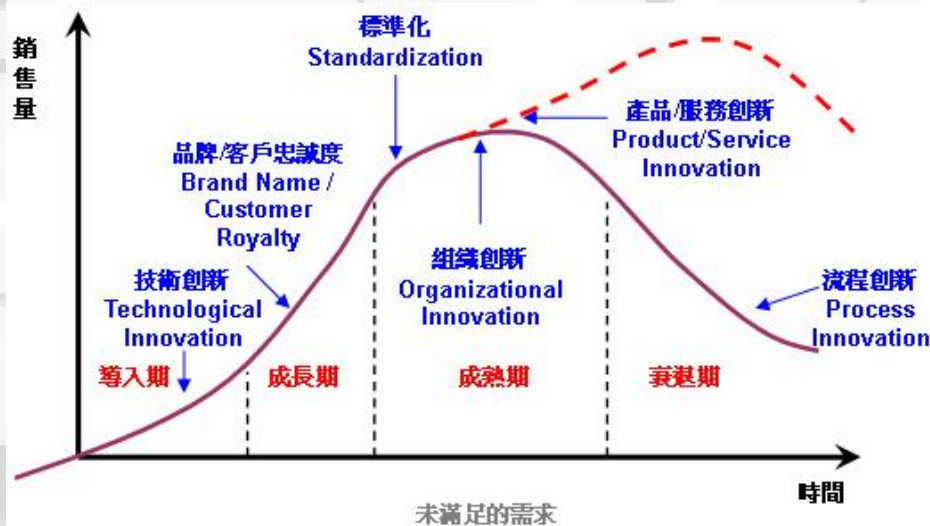 銷售量
標準化
Standardization
產品/服務創新
Product/Service
Innovation
品牌/客戶忠誠度
Brand Name /
Customer
Royalty
組織創新
Organizational
Innovation
技術創新
Technological
Innovation
流程創新
Process
Innovation
導入期
成長期
成熟期
衰退期
時間
未滿足的需求